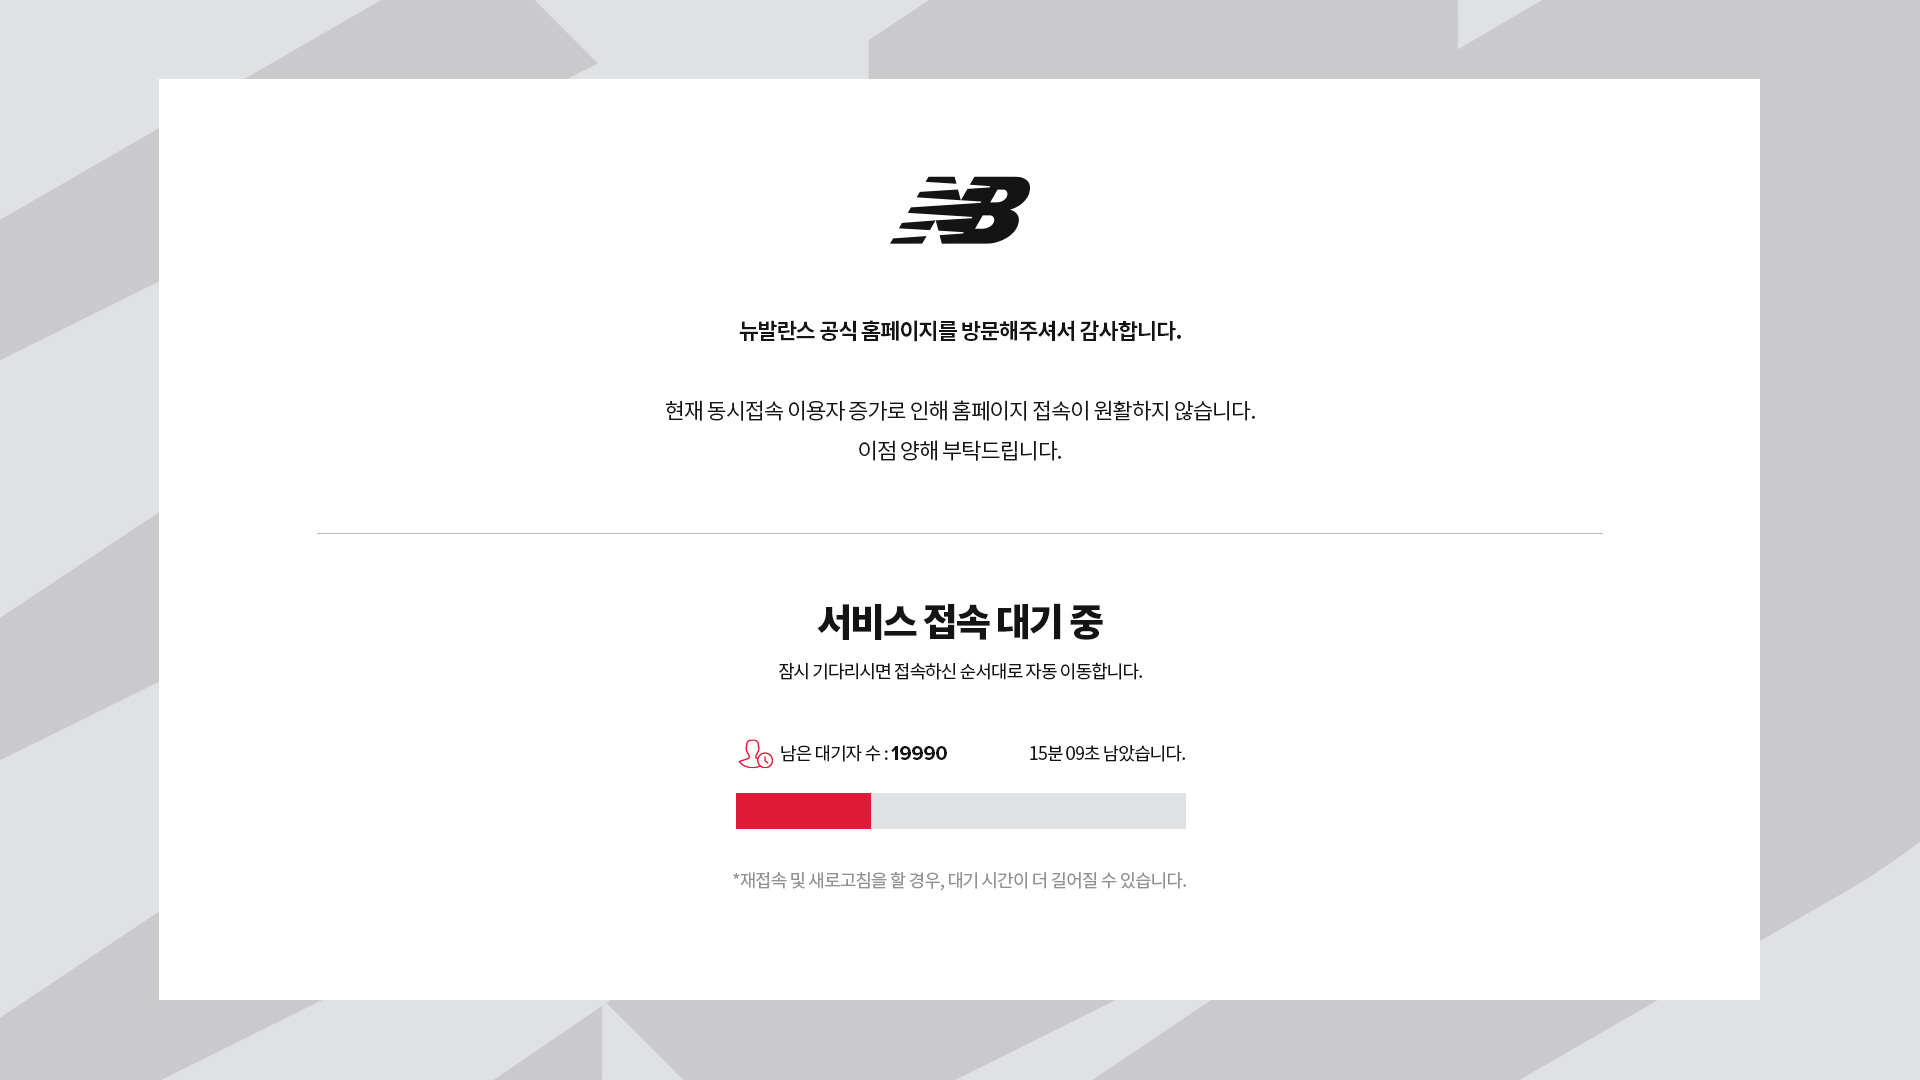 NB
뉴발란스 공식 홈페이지를 방문해주셔서 감사합니다.
현재 동시접속 이용자 증가로 인해 홈페이지 접속이 원활하지 않습니다.
이점 양해 부탁드립니다.
서비스 접속 대기 중
잠시 기다리시면 접속하신 순서대로 자동 이동합니다.
남은 대기자 수 : 19990 15분 09초 남았습니다.
*재접속 및 새로고침을 할 경우, 대기 시간이 더 길어질 수 있습니다.